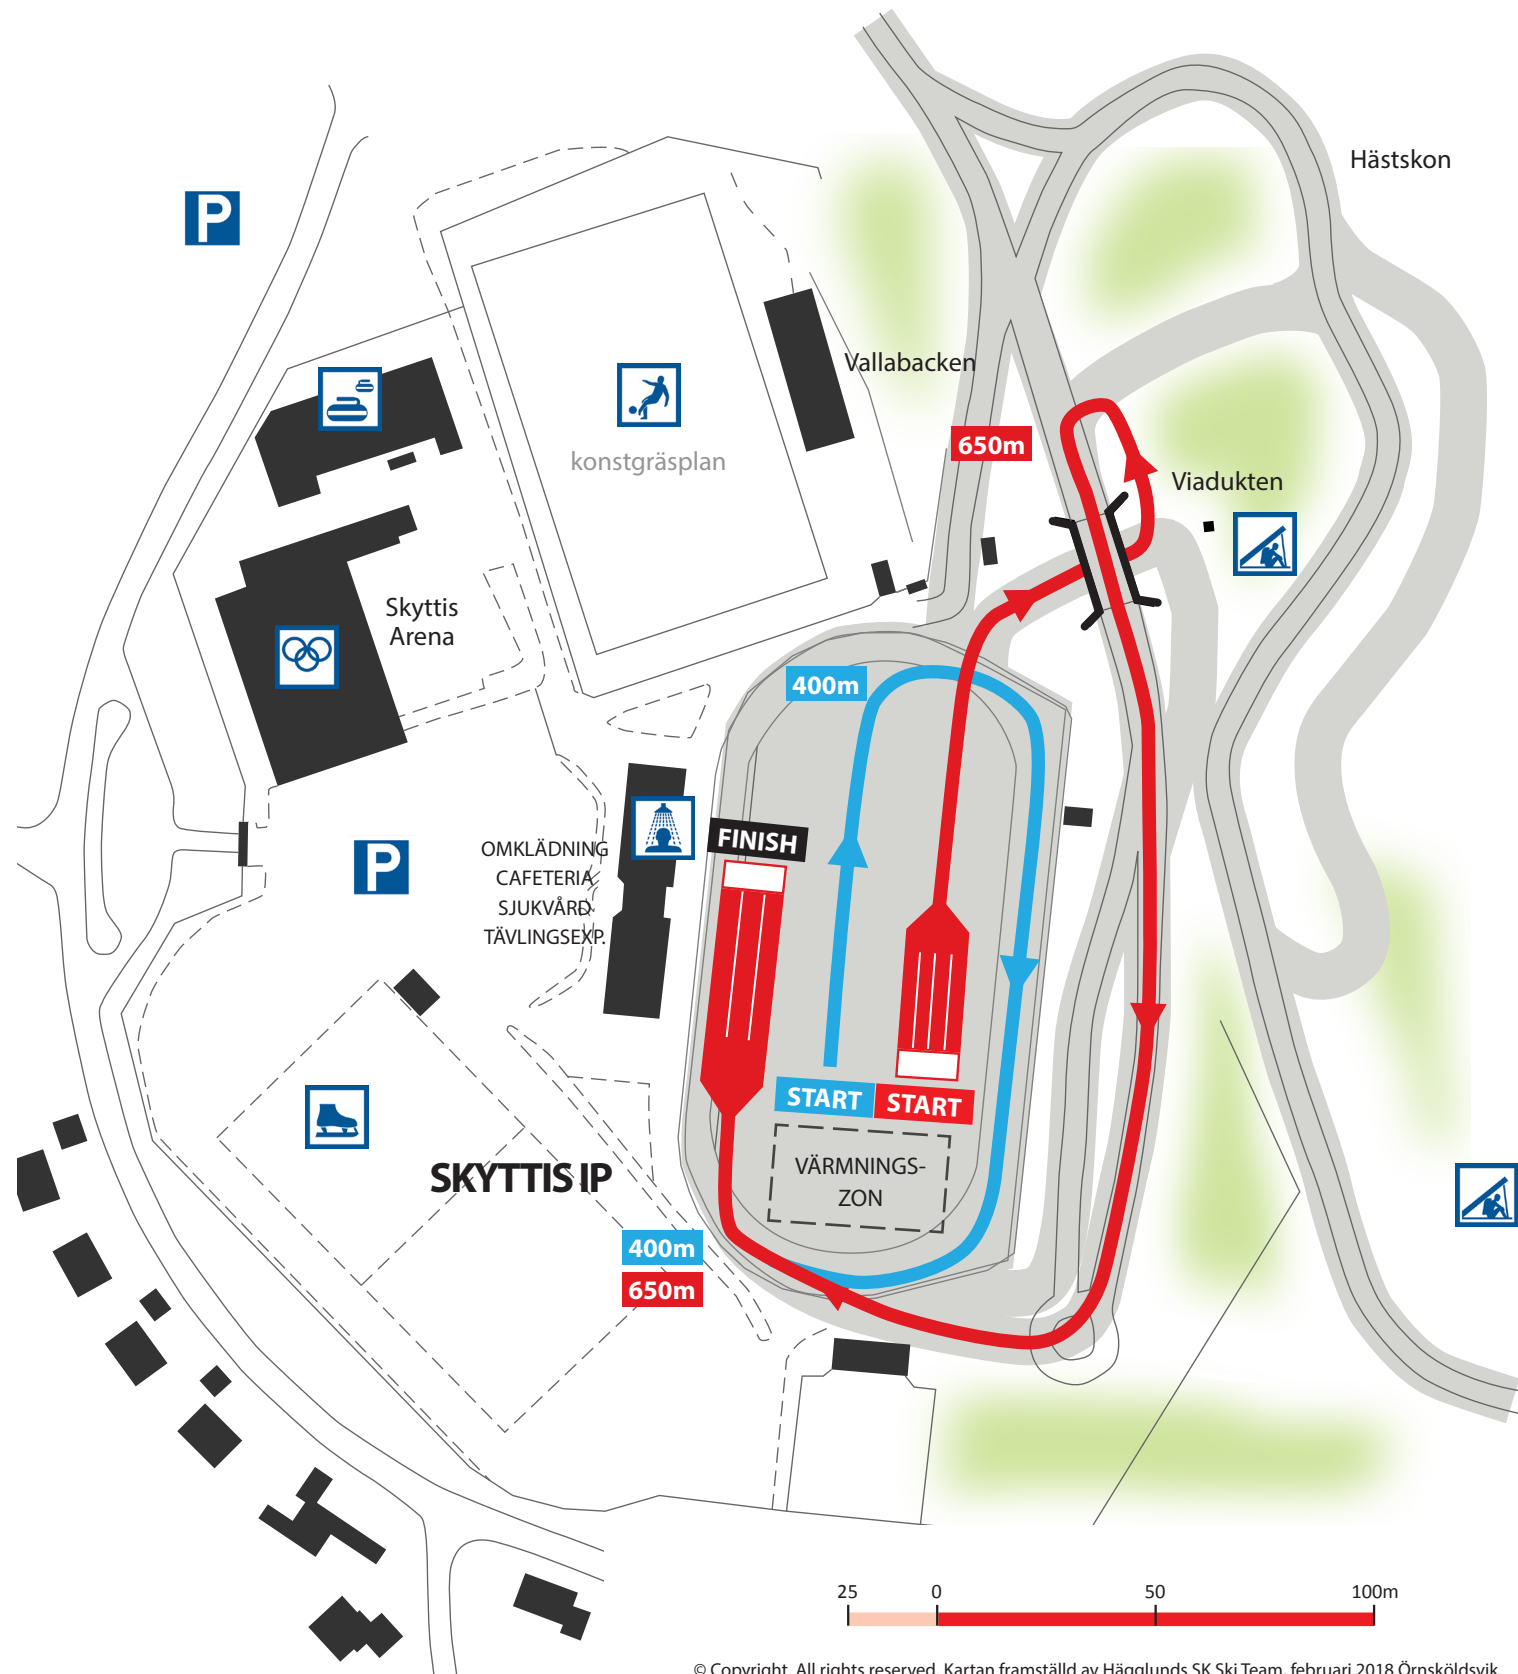 Hästskon
P
Vallabacken
650m
konstgräsplan
Viadukten
Skyttis
Arena
400m
FINISH
P
OMKLÄDNING
CAFETERIA
SJUKVÅRD
TÄVLINGSEXP.
START
START
VÄRMNINGS-
ZON
SKYTTIS IP
400m
650m
25 0 50 100m
© Copyright. All rights reserved. Kartan framställd av Hägglunds SK Ski Team, februari 2018 Örnsköldsvik